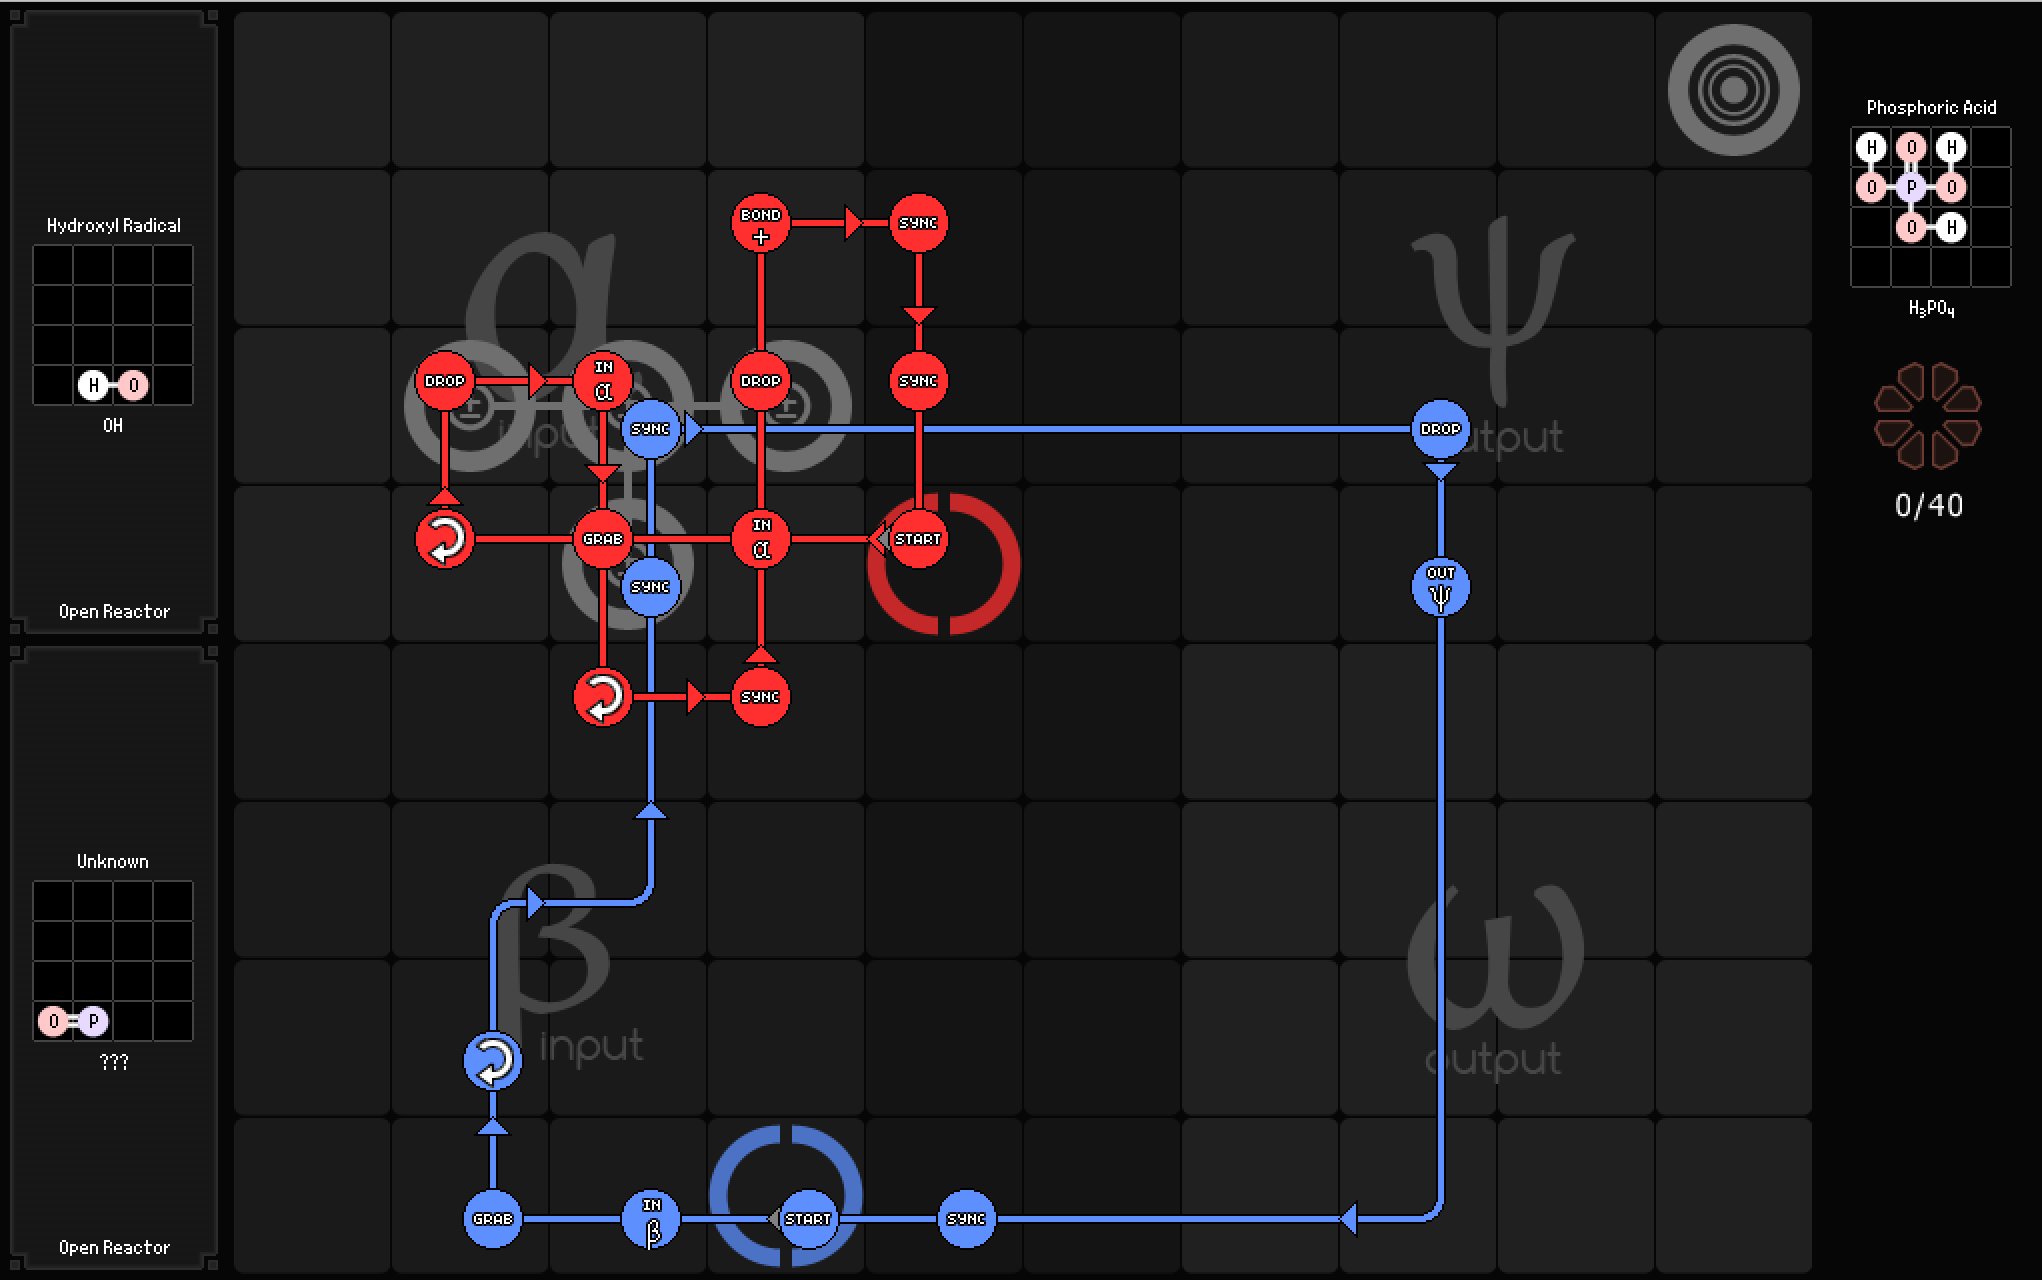 Hydroxyl Radical
H O
OH
Open Reactor
Unknown
O P
???
Open Reactor
α
input
β
input
ψ
output
ω
output
BOND
+
SYNC
DROP
IN
α
DROP
SYNC
SYNC
DROP
GRAB
IN
α
START
SYNC
OUT
ψ
SYNC
GRAB
IN
β
START
SYNC
Phosphoric Acid
H O H
O P O
O H
H₃PO₄
0/40